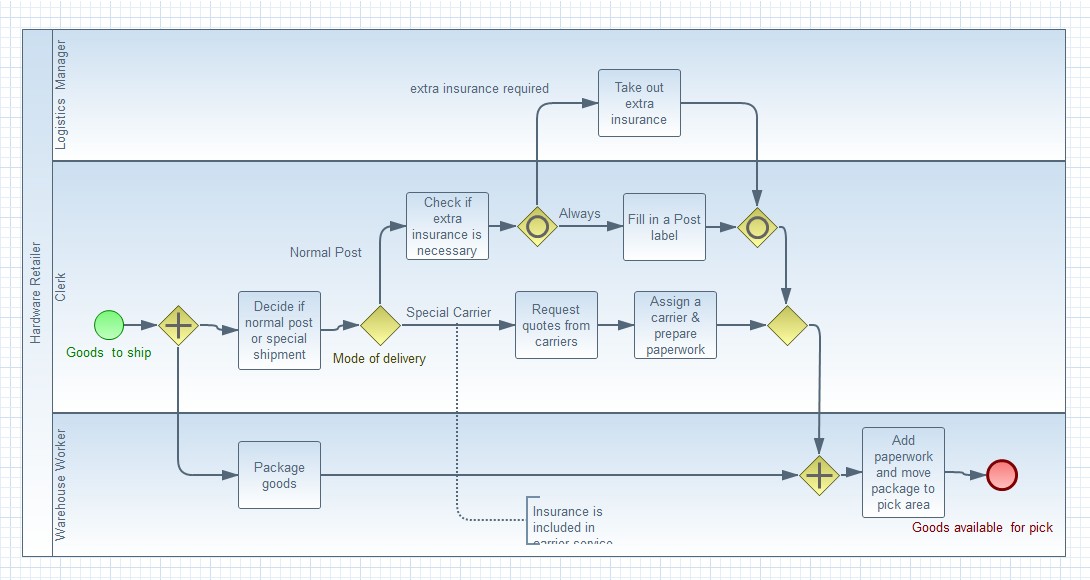 Hardware Retailer
Logistics Manager
extra insurance required
Take out
extra
insurance
Clerk
Check if
extra
insurance is
necessary
Always
Fill in a Post
label
Normal Post
Goods to ship
Decide if
normal post
or special
shipment
Mode of delivery
Special Carrier
Request
quotes from
carriers
Assign a
carrier &
prepare
paperwork
Warehouse Worker
Package
goods
Insurance is
included in
carrier service
Add
paperwork
and move
package to
pick area
Goods available for pick